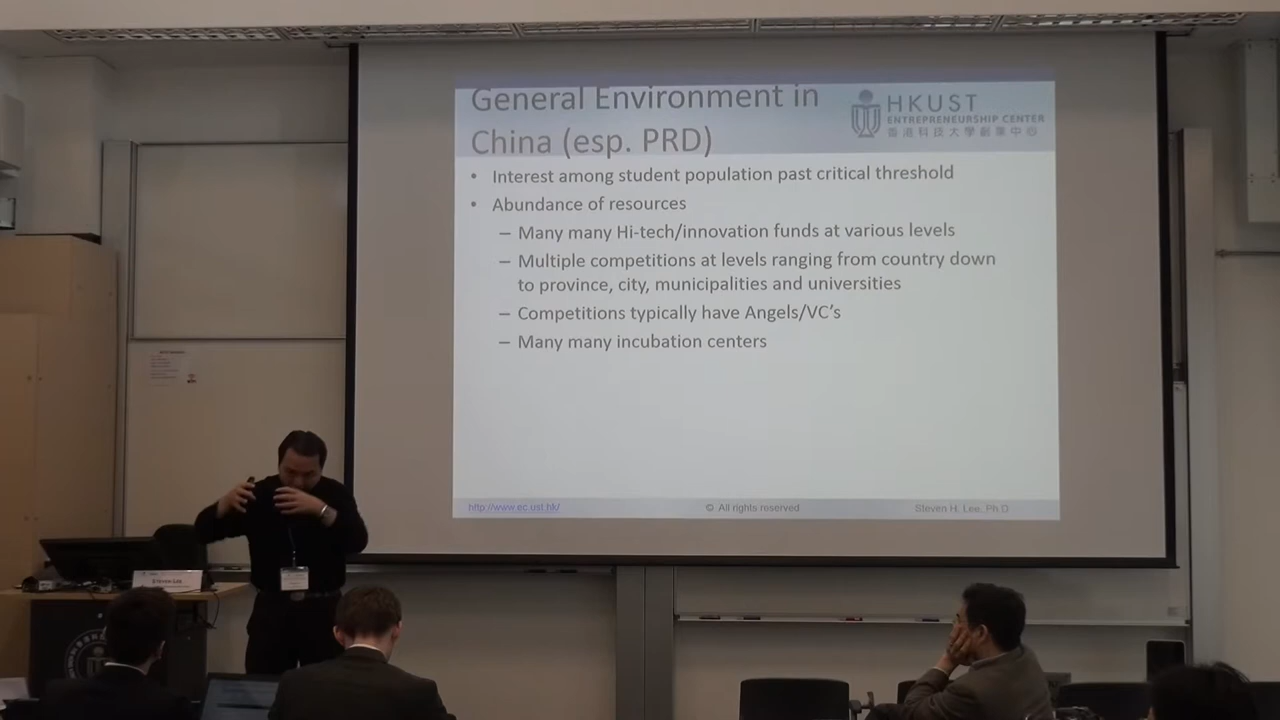 General Environment in
China (esp. PRD)
HKUST
ENTREPRENEURSHIP CENTER
香港科技大學創業中心
• Interest among student population past critical threshold
• Abundance of resources
– Many many Hi-tech/innovation funds at various levels
– Multiple competitions at levels ranging from country down
to province, city, municipalities and universities
– Competitions typically have Angels/VC's
– Many many incubation centers
http://www.ec.ust.hk/
© All rights reserved
Steven H. Lee, Ph.D
STEVEN LEE